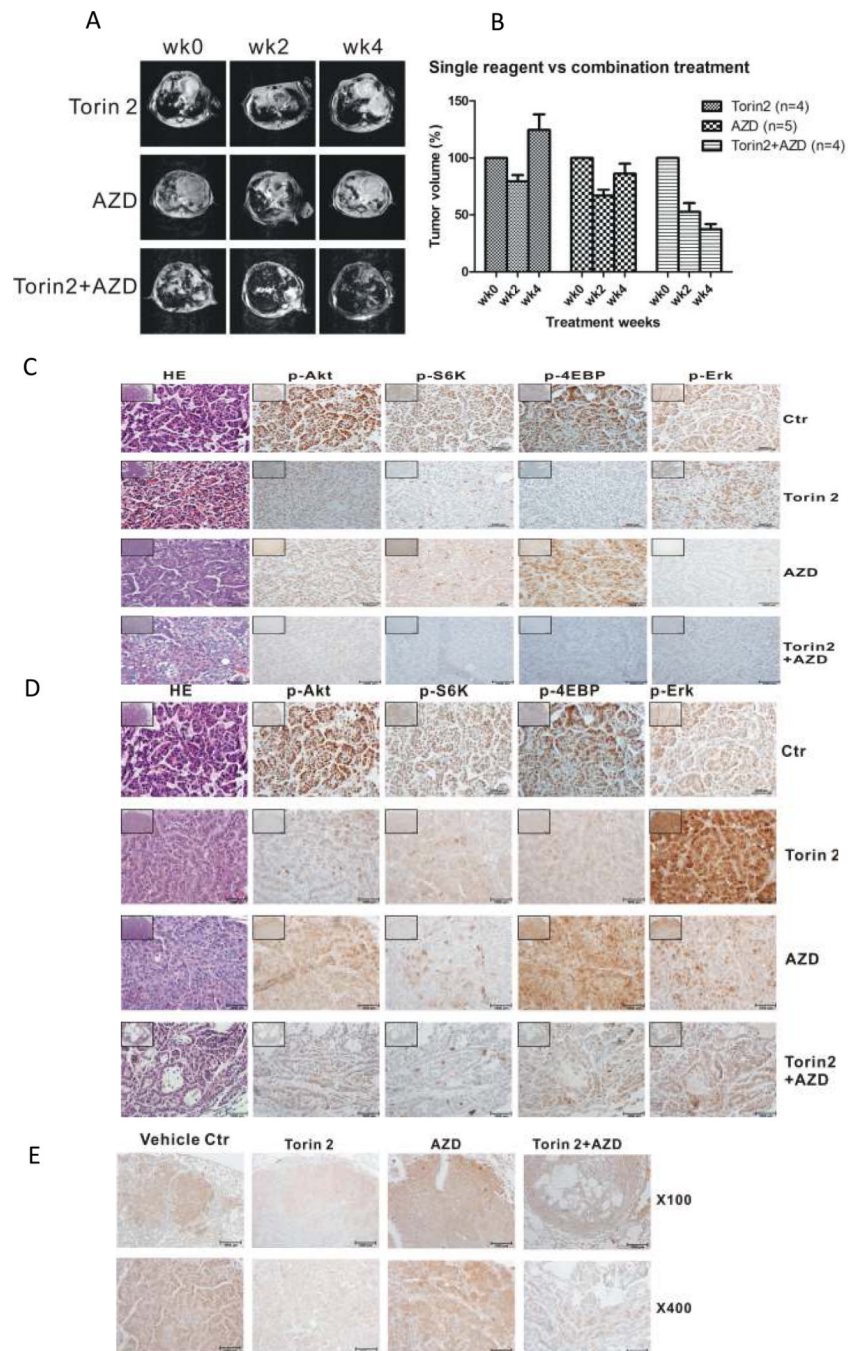 A
wk0 wk2 wk4
Torin 2
AZD
Torin2+AZD
B
Single reagent vs combination treatment
Tumor volume (%)
150
100
50
0
Torin2 (n=4)
AZD (n=5)
Torin2+AZD (n=4)
wk0 wk2 wk4 wk0 wk2 wk4 wk0 wk2 wk4
Treatment weeks
C
HE p-Akt p-S6K p-4EBP p-Erk
Ctr
Torin 2
AZD
Torin2
+AZD
D
HE p-Akt p-S6K p-4EBP p-Erk
Ctr
Torin 2
AZD
Torin2
+AZD
E
Vehicle Ctr Torin 2 AZD Torin 2+AZD
X100
X400